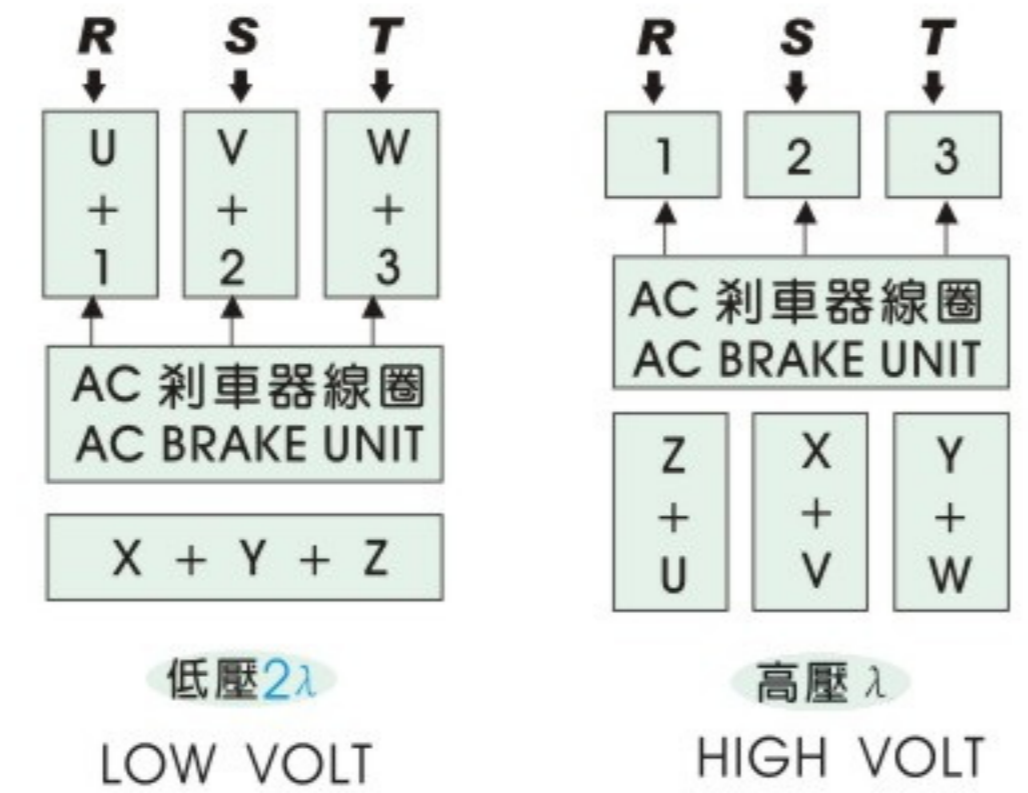 R S T
U V W
+ + +
1 2 3
AC 剎車器線圈
AC BRAKE UNIT
X + Y + Z
低壓2λ
LOW VOLT
R S T
1 2 3
AC 剎車器線圈
AC BRAKE UNIT
Z X Y
+ + +
U V W
高壓 λ
HIGH VOLT